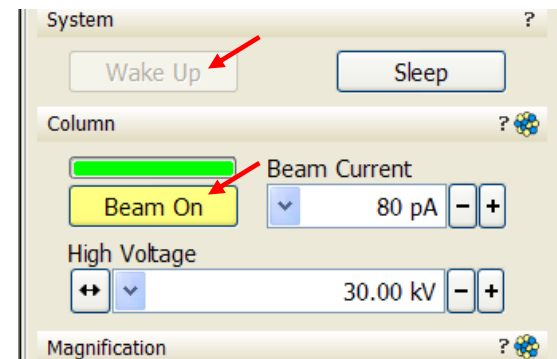 System ?
Wake Up Sleep
Column ?
Beam Current
Beam On 80 pA - +
High Voltage
↔ 30.00 kV - +
Magnification ?